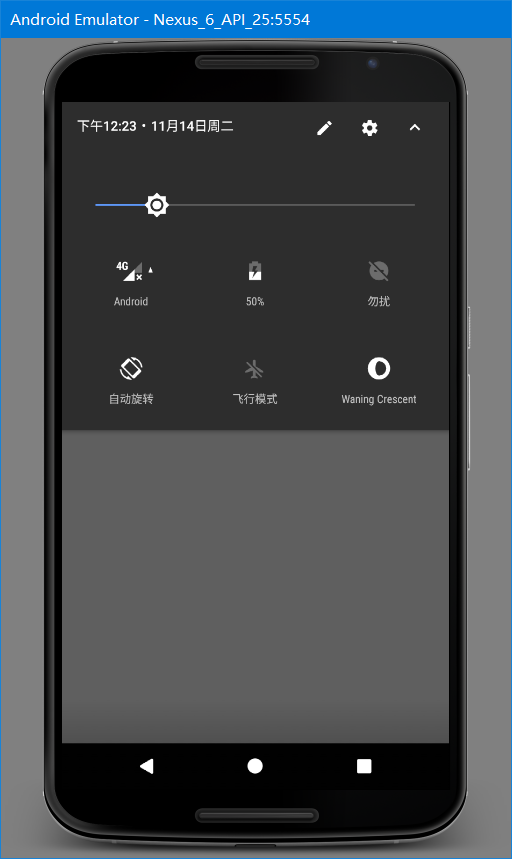 Android Emulator - Nexus_6_API_25:5554
下午12:23 • 11月14日周二
4G
Android
50%
勿扰
自动旋转
飞行模式
Waning Crescent